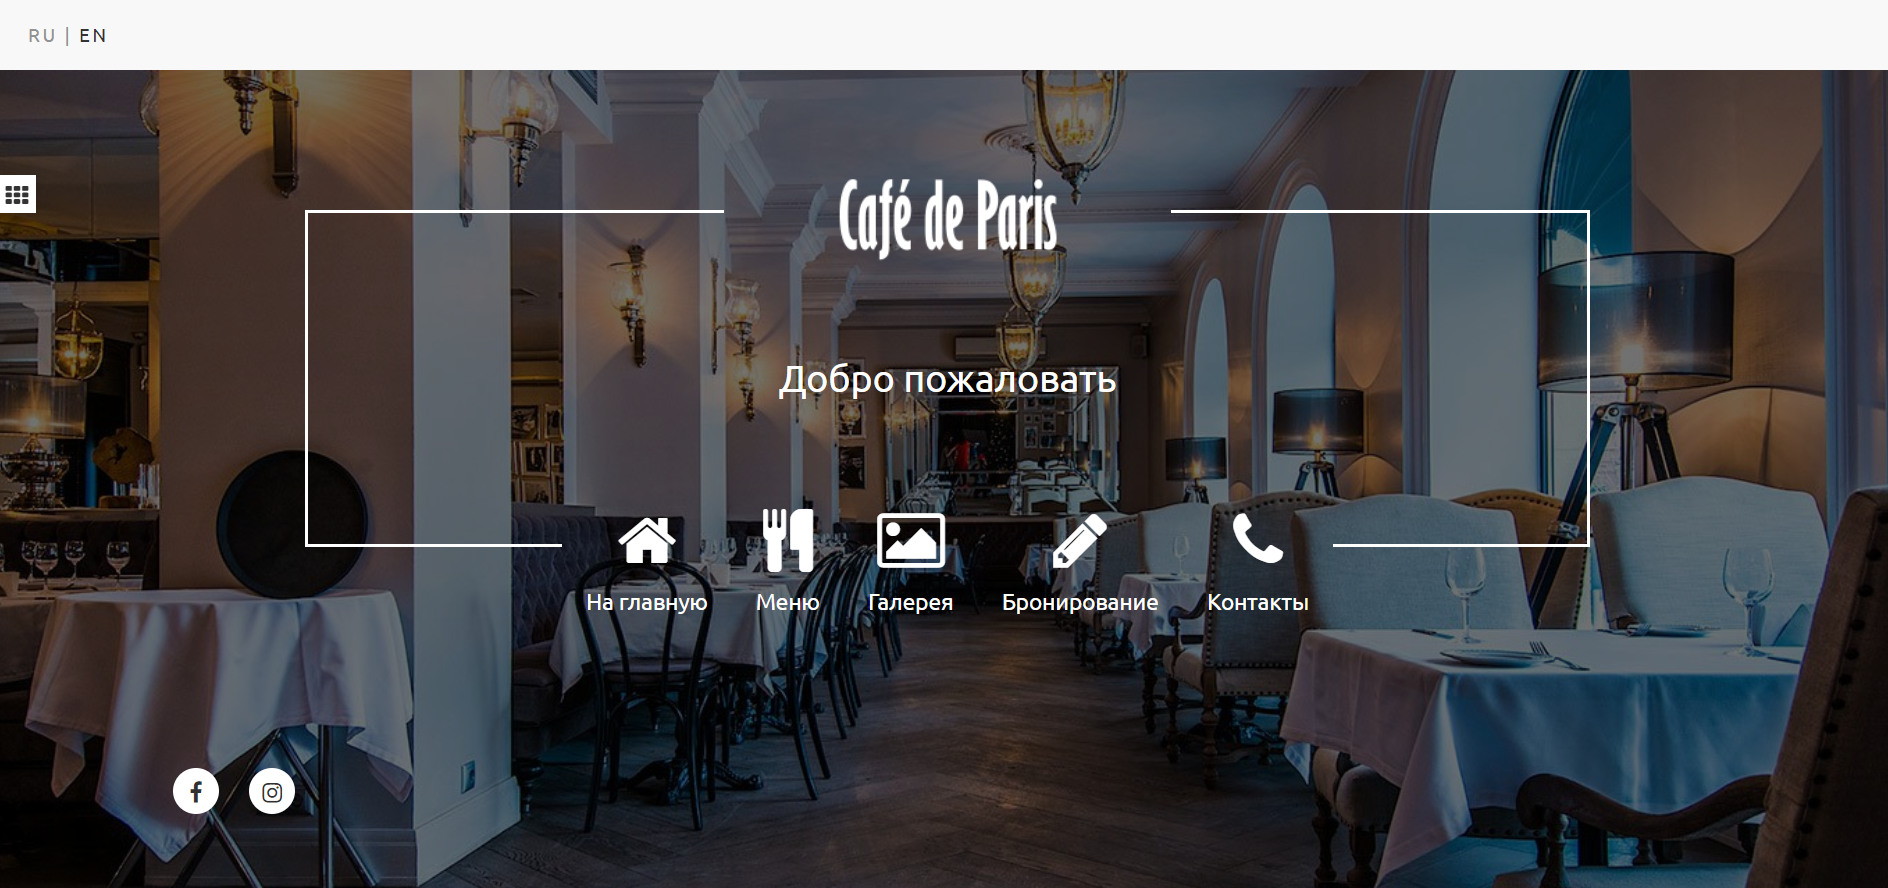 RU | EN
Café de Paris
Добро пожаловать
На главную Меню Галерея Бронирование Контакты